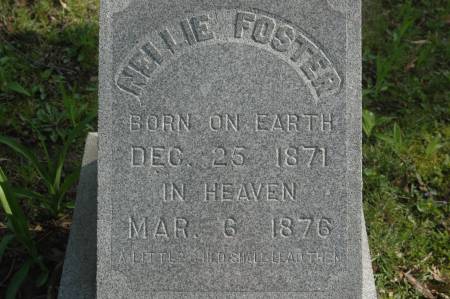 NELLIE FOSTER
BORN ON EARTH
DEC. 25 1871
IN HEAVEN
MAR. 6 1876
A LITTLE CHILD SHALL LEAD THEM